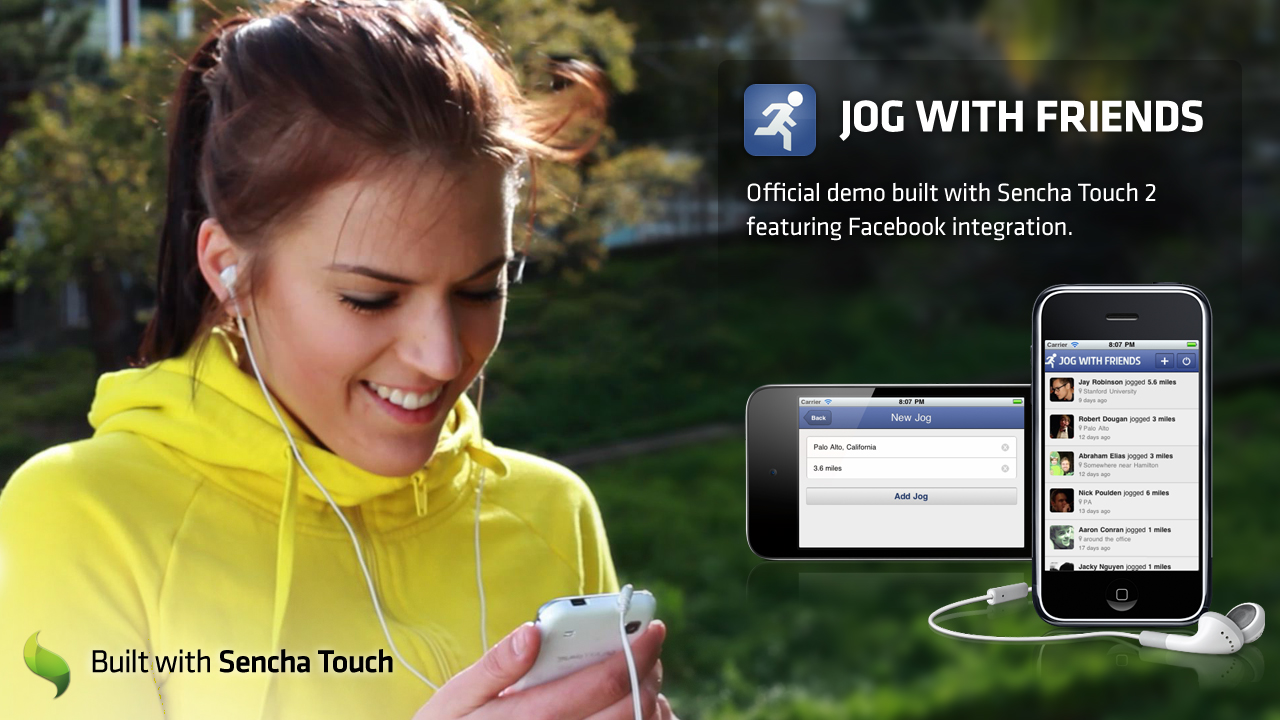 JOG WITH FRIENDS
Official demo built with Sencha Touch 2
featuring Facebook integration.
Carrier 8:07 PM
Back New Jog
Palo Alto, California
3.6 miles
Add Jog
Carrier 8:07 PM
JOG WITH FRIENDS
Jay Robinson jogged 5.6 miles
Stanford University
9 days ago
Robert Dougan jogged 3 miles
Palo Alto
12 days ago
Abraham Elias jogged 3 miles
Somewhere near Hamilton
12 days ago
Nick Poulden jogged 6 miles
PA
13 days ago
Aaron Conran jogged 1 miles
around the office
17 days ago
Jacky Nguyen jogged 1 miles
Built with Sencha Touch